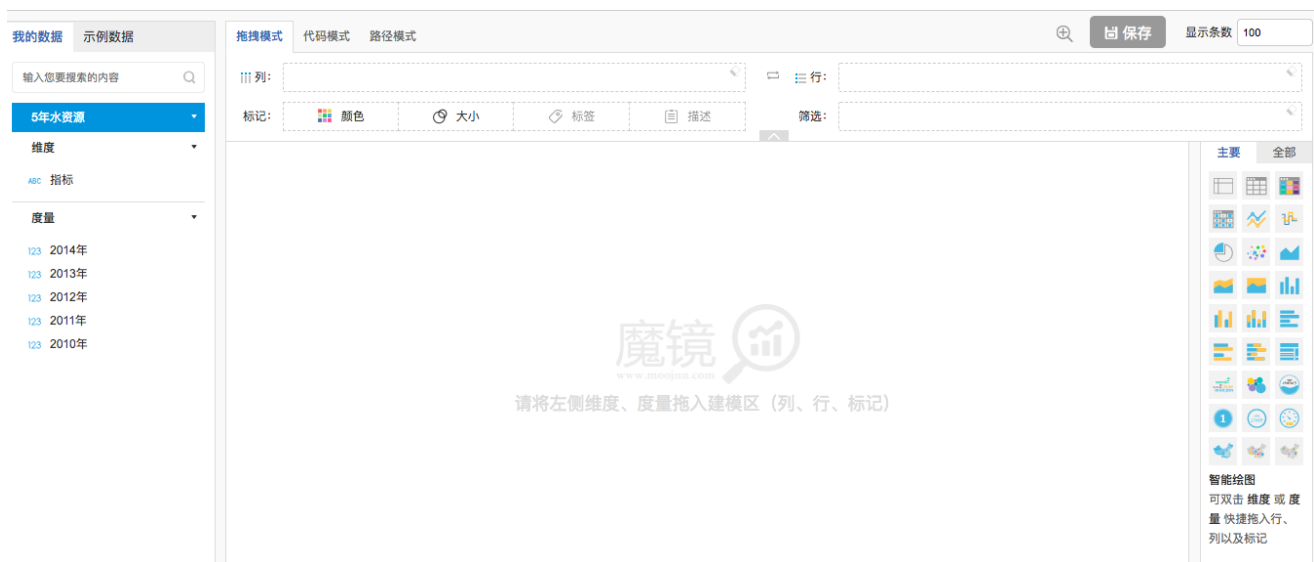 我的数据 示例数据
拖拽模式 代码模式 路径模式
保存
显示条数 100
输入您要搜索的内容
列:
行:
标记: 颜色 大小 标签 描述
筛选:
5年水资源
维度
ABC 指标
度量
123 2014年
123 2013年
123 2012年
123 2011年
123 2010年
魔镜
www.moojnn.com
请将左侧维度、度量拖入建模区（列、行、标记）
主要 全部
1
智能绘图
可双击 维度 或 度
量 快捷拖入行、
列以及标记